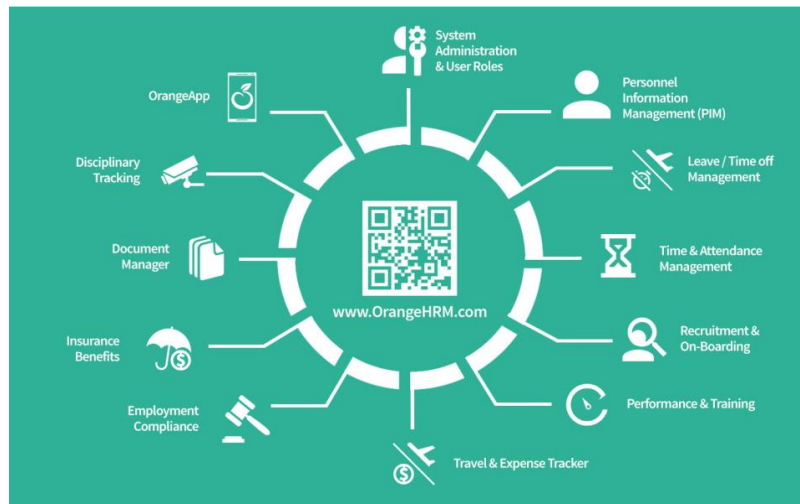 System
Administration
& User Roles
Personnel
Information
Management (PIM)
Leave / Time off
Management
Time & Attendance
Management
Recruitment &
On-Boarding
Performance & Training
Travel & Expense Tracker
Employment
Compliance
Insurance
Benefits
Document
Manager
Disciplinary
Tracking
OrangeApp
www.OrangeHRM.com